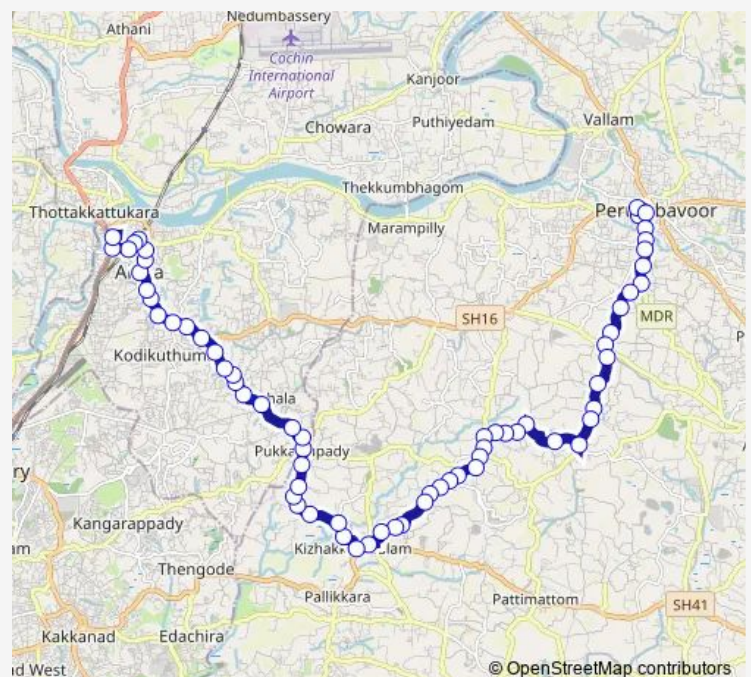 Nedumbassery
Athani
Cochin
International
Airport
Kanjoor
Chowara
Puthiyedam
Vallam
Thekkumbhagom
Thottakkattukara
Marampilly
SH16
MDR
Kodikuthum
Kangarappady
Thengode
Pallikkara
Pattimattom
SH41
Kakkanad
Edachira
© OpenStreetMap contributors